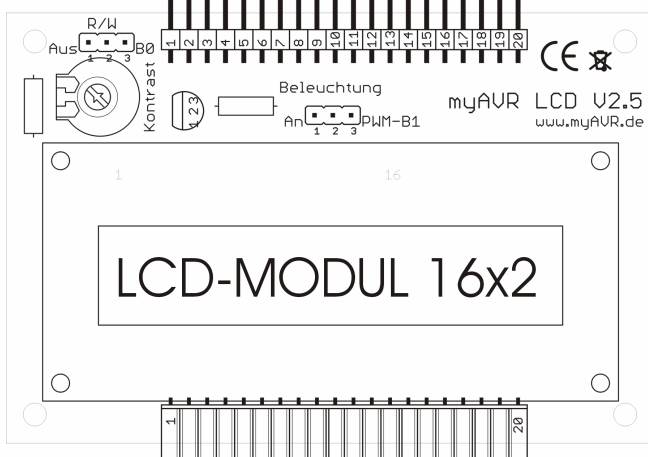 R/W
Aus B0
1 2 3
Kontrast
1 2 3 4 5 6 7 8 9 10 11 12 13 14 15 16 17 18 19 20
1 2 3
Beleuchtung
An PWM-B1
1 2 3
CE
myAVR LCD V2.5
www.myAVR.de
1 16
LCD-MODUL 16x2
1 20